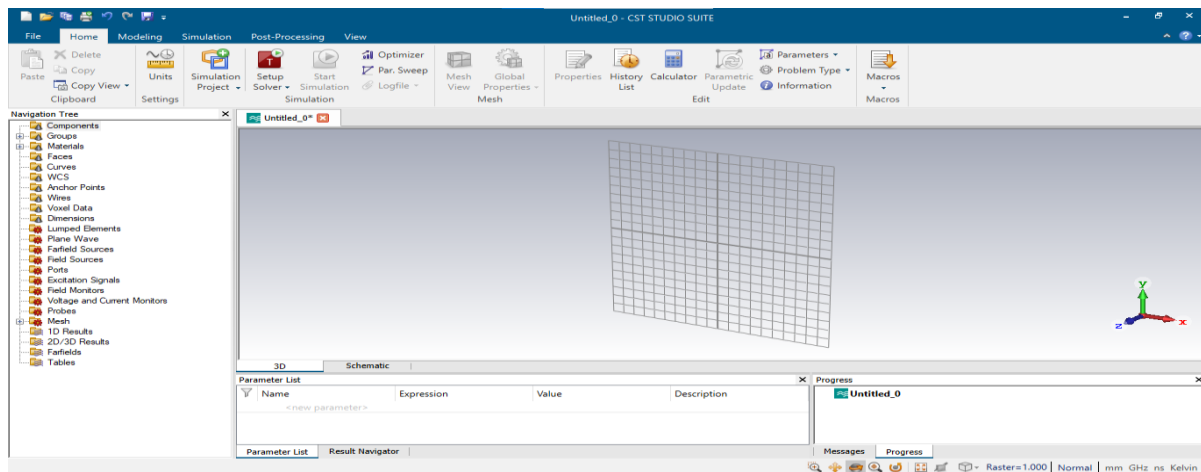 Untitled_0 - CST STUDIO SUITE
File Home Modeling Simulation Post-Processing View
Paste
Delete
Copy
Copy View
Clipboard
Units
Settings
Simulation Project
Setup Solver
Start Simulation
Optimizer
Par. Sweep
Logfile
Simulation
Mesh View
Global Properties
Mesh
Properties
History List
Calculator
Parametric Update
Parameters
Problem Type
Information
Edit
Macros
Macros
Navigation Tree
Components
Groups
Materials
Faces
Curves
WCS
Anchor Points
Wires
Voxel Data
Dimensions
Lumped Elements
Plane Wave
Farfield Sources
Field Sources
Ports
Excitation Signals
Field Monitors
Voltage and Current Monitors
Probes
Mesh
1D Results
2D/3D Results
Farfields
Tables
Untitled_0*
y
z
x
3D Schematic
Parameter List
Name Expression Value Description
<new parameter>
Parameter List Result Navigator
Progress
Untitled_0
Messages Progress
Raster=1.000 Normal mm GHz ns Kelvin